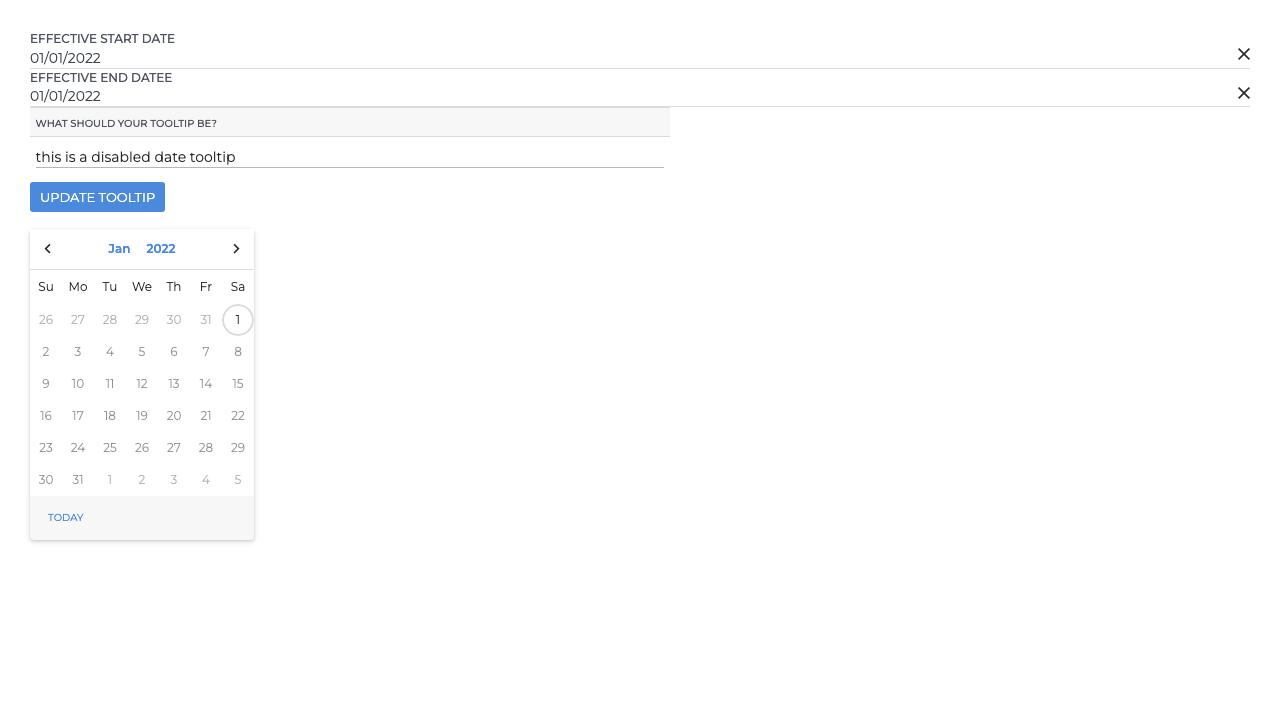 EFFECTIVE START DATE
01/01/2022
EFFECTIVE END DATEE
01/01/2022
WHAT SHOULD YOUR TOOLTIP BE?
this is a disabled date tooltip
UPDATE TOOLTIP
Jan 2022
Su Mo Tu We Th Fr Sa
26 27 28 29 30 31 1
2 3 4 5 6 7 8
9 10 11 12 13 14 15
16 17 18 19 20 21 22
23 24 25 26 27 28 29
30 31 1 2 3 4 5
TODAY